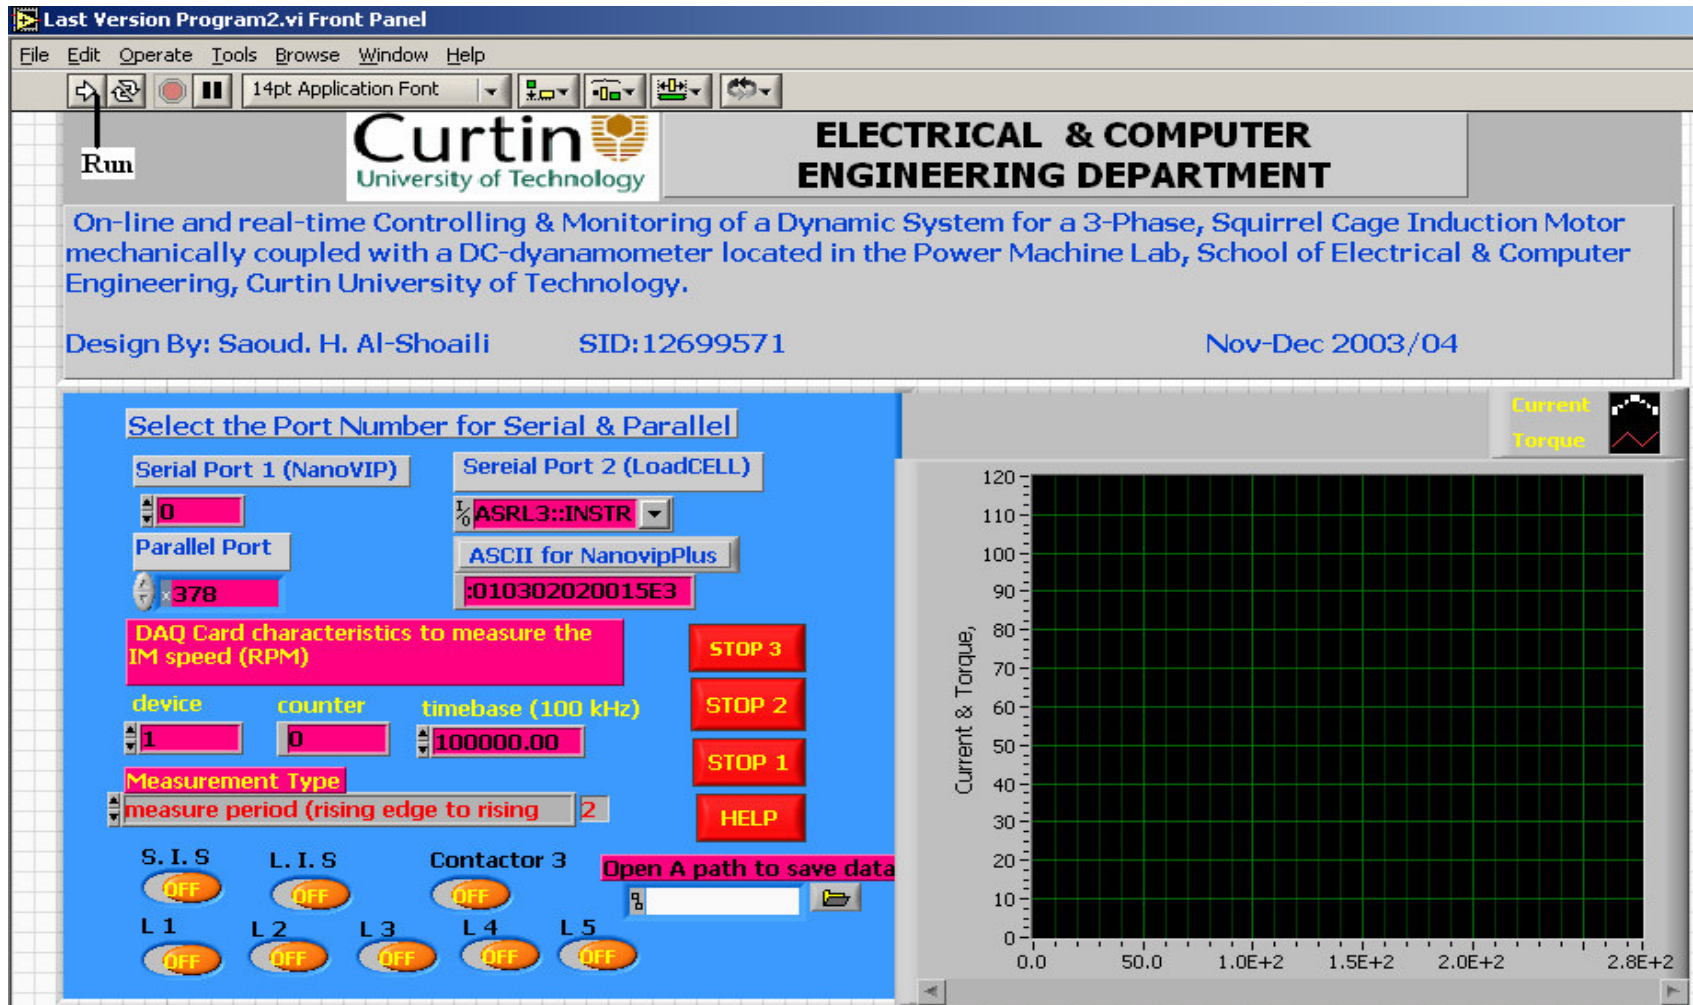 Last Version Program2.vi Front Panel
File Edit Operate Tools Browse Window Help
14pt Application Font
Run
Curtin
University of Technology
ELECTRICAL & COMPUTER
ENGINEERING DEPARTMENT
On-line and real-time Controlling & Monitoring of a Dynamic System for a 3-Phase, Squirrel Cage Induction Motor
mechanically coupled with a DC-dyanamometer located in the Power Machine Lab, School of Electrical & Computer
Engineering, Curtin University of Technology.
Design By: Saoud. H. Al-Shoaili SID:12699571 Nov-Dec 2003/04
Select the Port Number for Serial & Parallel
Serial Port 1 (NanoVIP)
Sereial Port 2 (LoadCELL)
0
I/O ASRL3::INSTR
Parallel Port
ASCII for NanovipPlus
x378
:010302020015E3
DAQ Card characteristics to measure the
IM speed (RPM)
STOP 3
device counter timebase (100 kHz)
STOP 2
1 0 100000.00
STOP 1
Measurement Type
measure period (rising edge to rising 2
HELP
S. I. S L. I. S Contactor 3
Open A path to save data
OFF OFF OFF
L 1 L 2 L 3 L 4 L 5
OFF OFF OFF OFF OFF
Current
Torque
Current & Torque,
120
110
100
90
80
70
60
50
40
30
20
10
0
0.0 50.0 1.0E+2 1.5E+2 2.0E+2 2.8E+2